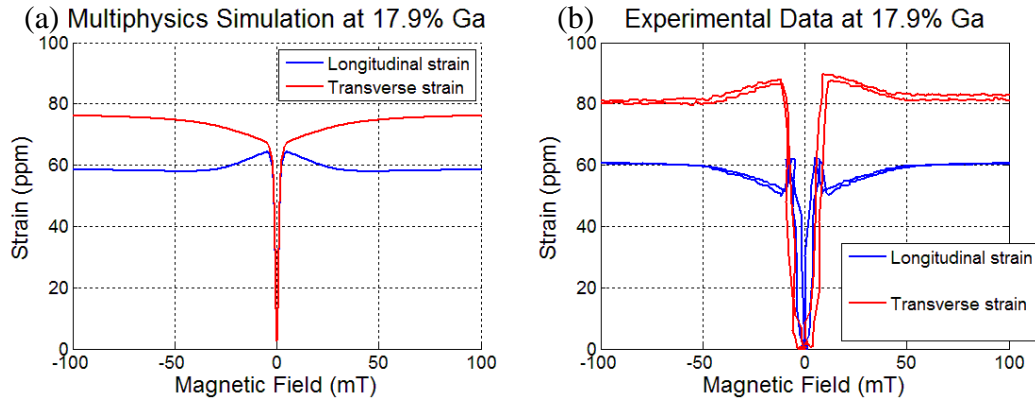 (a) Multiphysics Simulation at 17.9% Ga
100
80
60
40
20
0
Strain (ppm)
-100
-50
0
50
100
Magnetic Field (mT)
Longitudinal strain
Transverse strain
(b) Experimental Data at 17.9% Ga
100
80
60
40
20
0
Strain (ppm)
-100
-50
0
50
100
Magnetic Field (mT)
Longitudinal strain
Transverse strain